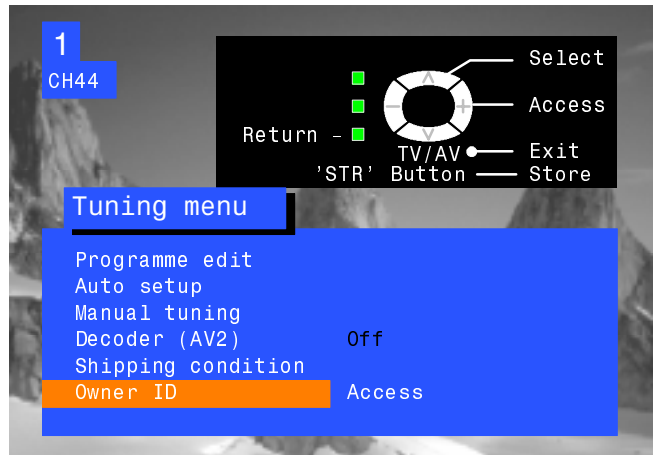 1
CH44
Select
Access
Return –
TV/AV Exit
'STR' Button Store
Tuning menu
Programme edit
Auto setup
Manual tuning
Decoder (AV2) Off
Shipping condition
Owner ID Access